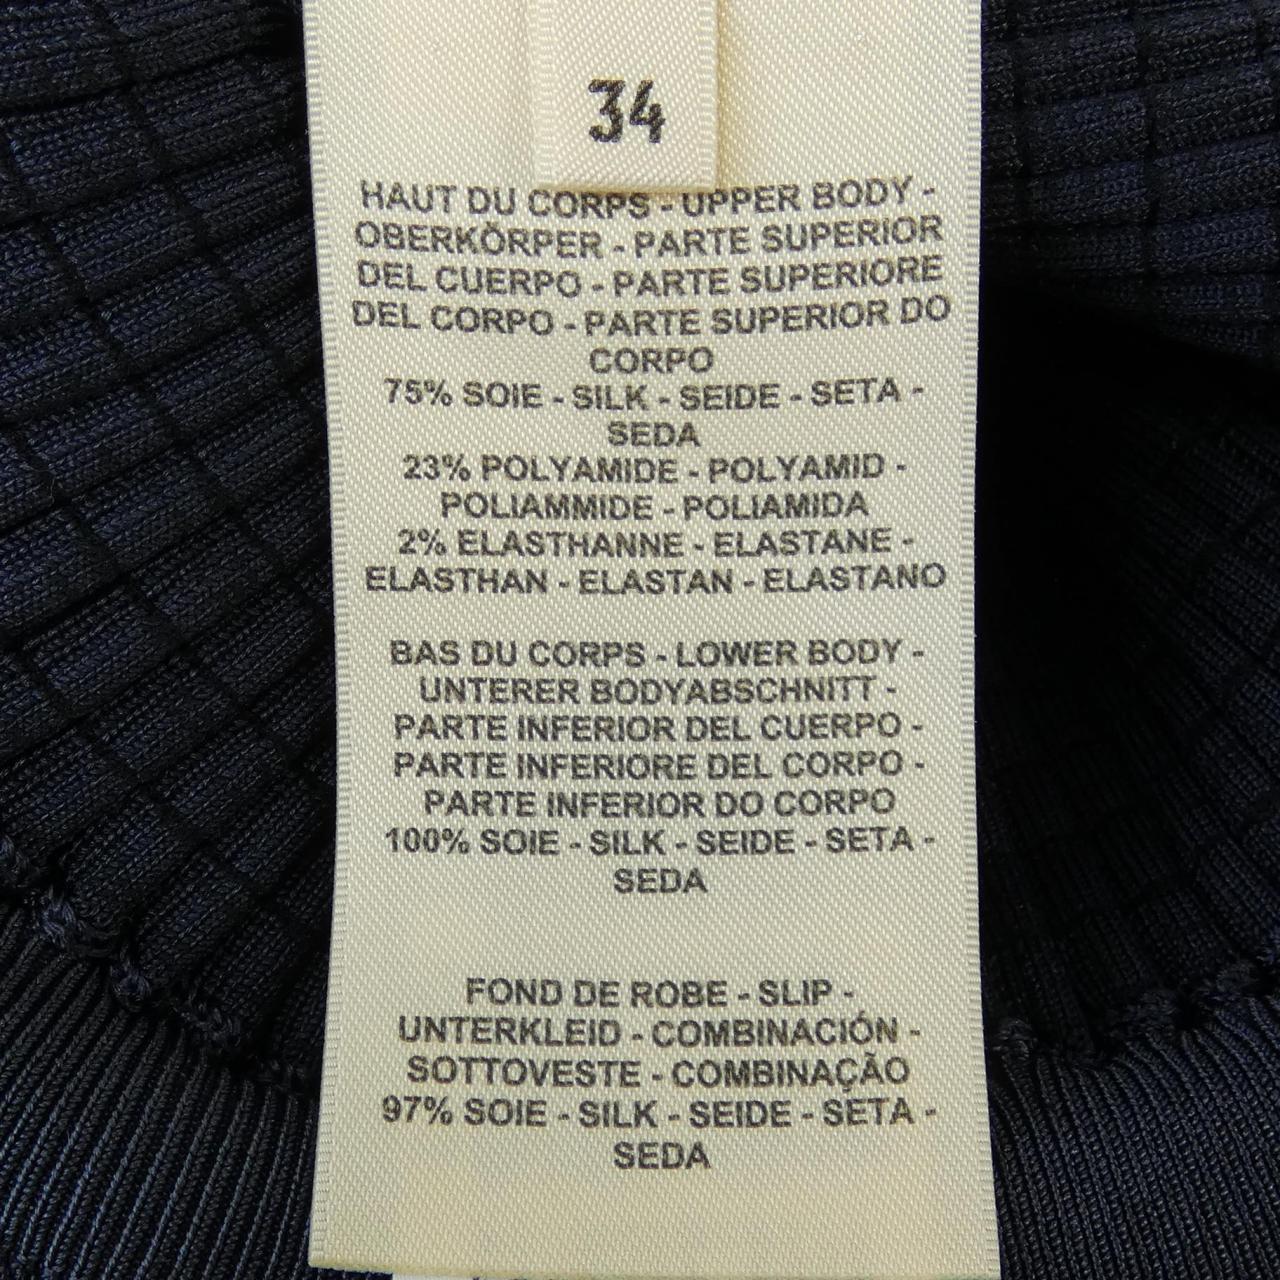 34
HAUT DU CORPS - UPPER BODY -
OBERKÖRPER - PARTE SUPERIOR
DEL CUERPO - PARTE SUPERIORE
DEL CORPO - PARTE SUPERIOR DO
CORPO
75% SOIE - SILK - SEIDE - SETA -
SEDA
23% POLYAMIDE - POLYAMID -
POLIAMMIDE - POLIAMIDA
2% ELASTHANNE - ELASTANE -
ELASTHAN - ELASTAN - ELASTANO
BAS DU CORPS - LOWER BODY -
UNTERER BODYABSCHNITT -
PARTE INFERIOR DEL CUERPO -
PARTE INFERIORE DEL CORPO -
PARTE INFERIOR DO CORPO
100% SOIE - SILK - SEIDE - SETA -
SEDA
FOND DE ROBE - SLIP -
UNTERKLEID - COMBINACIÓN -
SOTTOVESTE - COMBINAÇÃO
97% SOIE - SILK - SEIDE - SETA -
SEDA